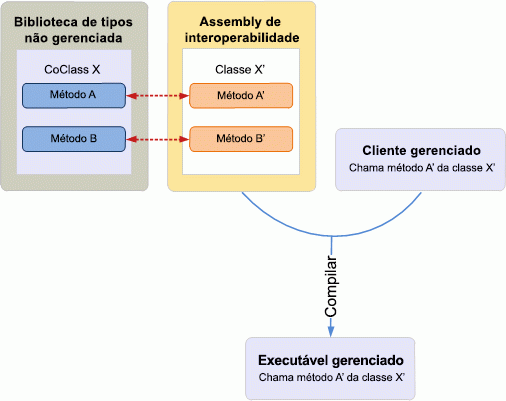 Biblioteca de tipos
não gerenciada
CoClass X
Método A
Método B
Assembly de
interoperabilidade
Classe X'
Método A'
Método B'
Cliente gerenciado
Chama método A' da classe X'
Compilar
Executável gerenciado
Chama método A' da classe X'